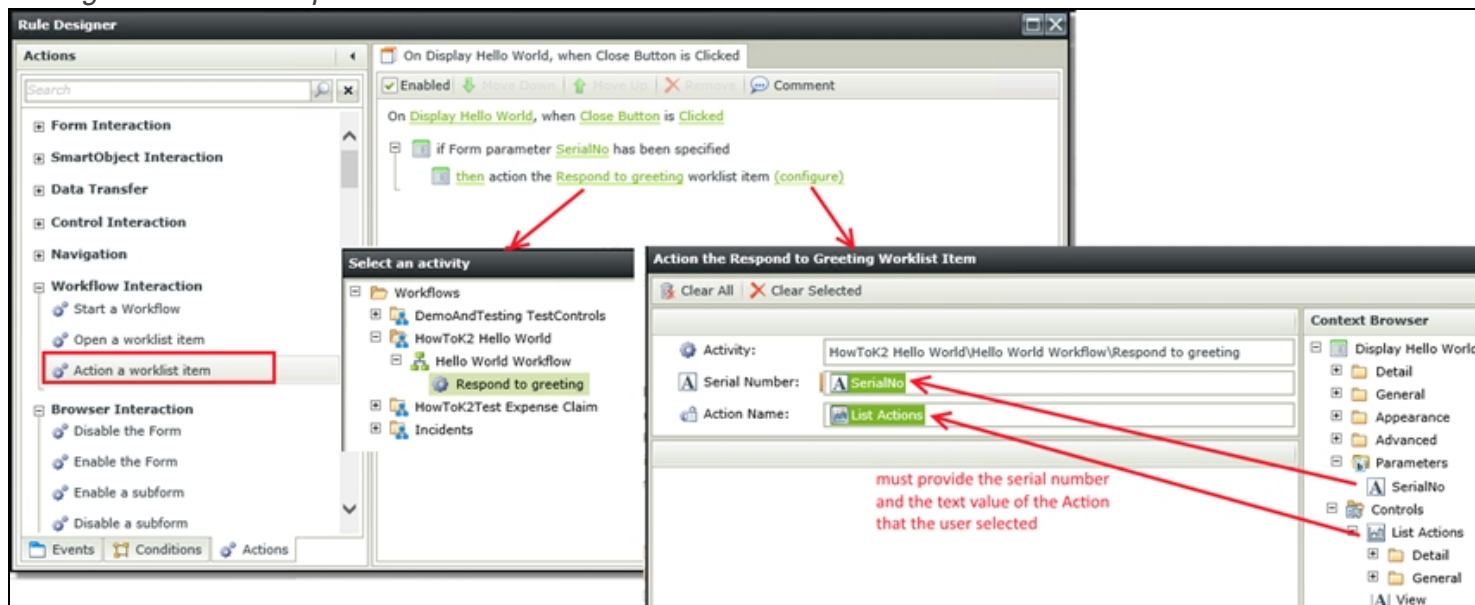 Rule Designer
Actions
Search
Form Interaction
SmartObject Interaction
Data Transfer
Control Interaction
Navigation
Workflow Interaction
Start a Workflow
Open a worklist item
Action a worklist item
Browser Interaction
Disable the Form
Enable the Form
Enable a subform
Disable a subform
Events Conditions Actions
On Display Hello World, when Close Button is Clicked
Enabled Move Down Move Up Remove Comment
On Display Hello World, when Close Button is Clicked
if Form parameter SerialNo has been specified
then action the Respond to greeting worklist item (configure)
Select an activity
Workflows
DemoAndTesting TestControls
HowToK2 Hello World
Hello World Workflow
Respond to greeting
HowToK2Test Expense Claim
Incidents
Action the Respond to Greeting Worklist Item
Clear All Clear Selected
Activity: HowToK2 Hello World\Hello World Workflow\Respond to greeting
Serial Number: SerialNo
Action Name: List Actions
must provide the serial number
and the text value of the Action
that the user selected
Context Browser
Display Hello World
Detail
General
Appearance
Advanced
Parameters
SerialNo
Controls
List Actions
Detail
General
View